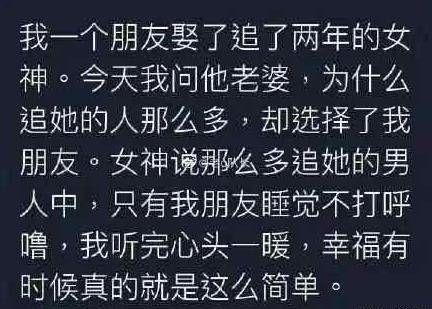 我一个朋友娶了追了两年的女
神。今天我问他老婆，为什么
追她的人那么多，却选择了我
朋友。女神说那么多追她的男
人中，只有我朋友睡觉不打呼
噜，我听完心头一暖，幸福有
时候真的就是这么简单。